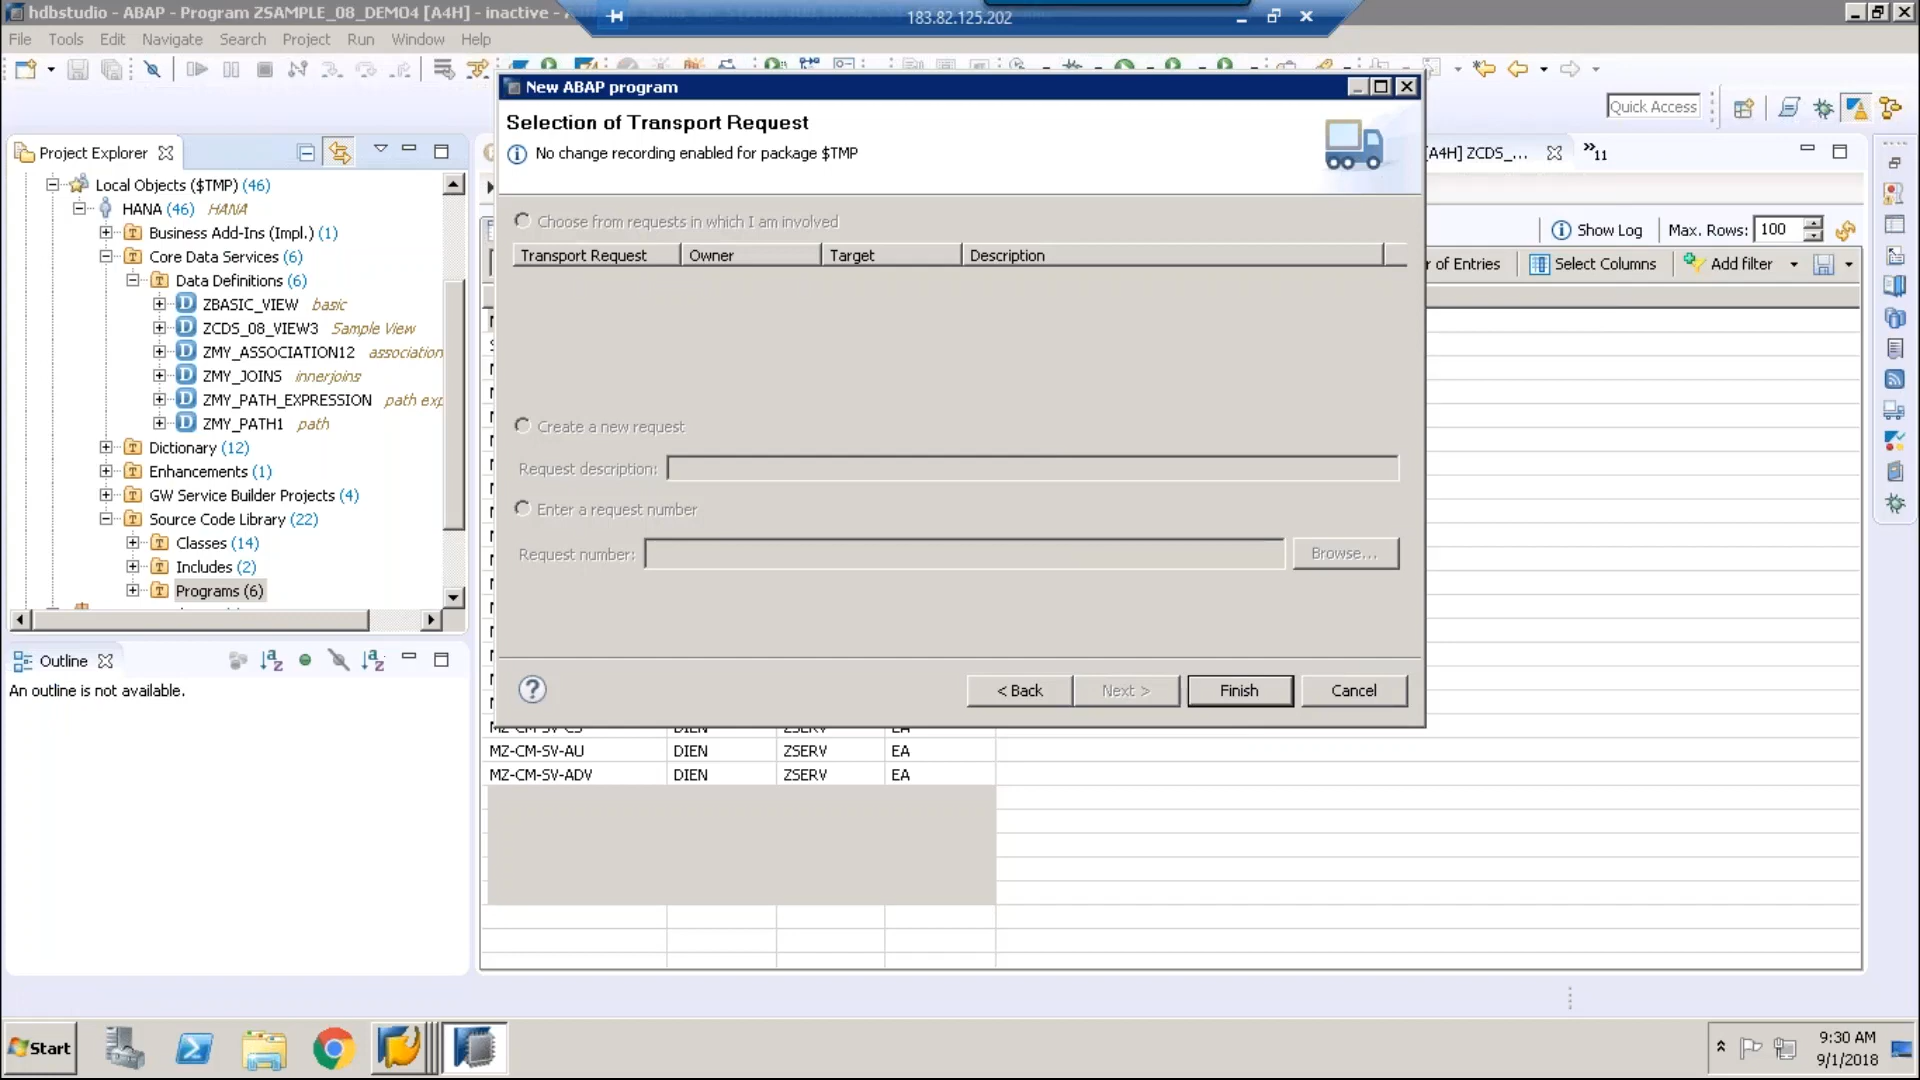 hdbstudio - ABAP - Program ZSAMPLE_08_DEMO4 [A4H] - inactive -
183.82.125.202
File Tools Edit Navigate Search Project Run Window Help
Quick Access
New ABAP program
Selection of Transport Request
No change recording enabled for package $TMP
Choose from requests in which I am involved
Transport Request Owner Target Description
Create a new request
Request description:
Enter a request number
Request number: Browse...
< Back Next > Finish Cancel
Project Explorer
Local Objects ($TMP) (46)
HANA (46) HANA
Business Add-Ins (Impl.) (1)
Core Data Services (6)
Data Definitions (6)
ZBASIC_VIEW basic
ZCDS_08_VIEW3 Sample View
ZMY_ASSOCIATION12 association
ZMY_JOINS innerjoins
ZMY_PATH_EXPRESSION path exp
ZMY_PATH1 path
Dictionary (12)
Enhancements (1)
GW Service Builder Projects (4)
Source Code Library (22)
Classes (14)
Includes (2)
Programs (6)
Outline
An outline is not available.
[A4H] ZCDS_... 11
Show Log Max. Rows: 100
r of Entries Select Columns Add filter
MZ-CM-SV-CS DIEN ZSERV EA
MZ-CM-SV-AU DIEN ZSERV EA
MZ-CM-SV-ADV DIEN ZSERV EA
Start
9:30 AM
9/1/2018